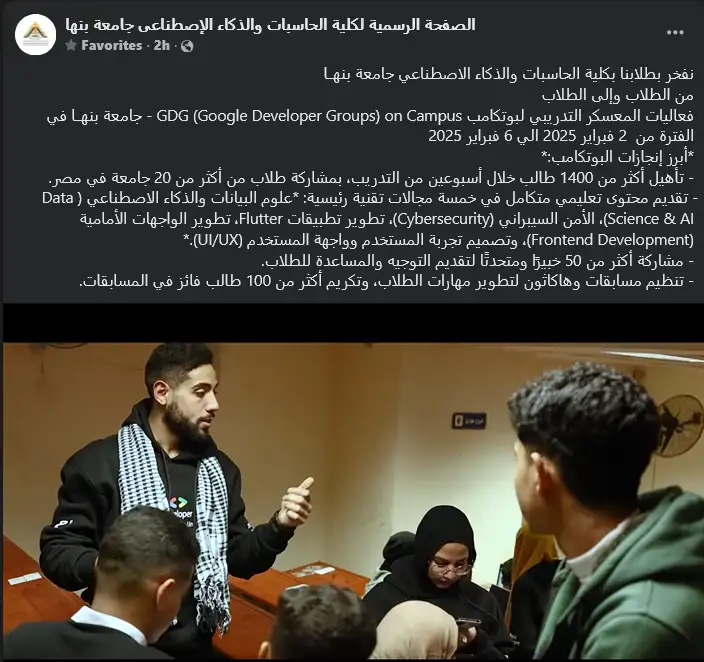 الصفحة الرسمية لكلية الحاسبات والذكاء الإصطناعى جامعة بنها
Favorites · 2h ·
نفخر بطلابنا بكلية الحاسبات والذكاء الاصطناعي جامعة بنهـا
من الطلاب وإلى الطلاب
فعاليات المعسكر التدريبي لبوتكامب GDG (Google Developer Groups) on Campus - جامعة بنهـا في
الفترة من 2 فبراير 2025 الي 6 فبراير 2025
*أبرز إنجازات البوتكامب:*
- تأهيل أكثر من 1400 طالب خلال أسبوعين من التدريب، بمشاركة طلاب من أكثر من 20 جامعة في مصر.
- تقديم محتوى تعليمي متكامل في خمسة مجالات تقنية رئيسية: *علوم البيانات والذكاء الاصطناعي (Data
Science & AI)، الأمن السيبراني (Cybersecurity)، تطوير تطبيقات Flutter، تطوير الواجهات الأمامية
(Frontend Development)، وتصميم تجربة المستخدم وواجهة المستخدم (UI/UX).*
- مشاركة أكثر من 50 خبيرًا ومتحدثًا لتقديم التوجيه والمساعدة للطلاب.
- تنظيم مسابقات وهاكاثون لتطوير مهارات الطلاب، وتكريم أكثر من 100 طالب فائز في المسابقات.